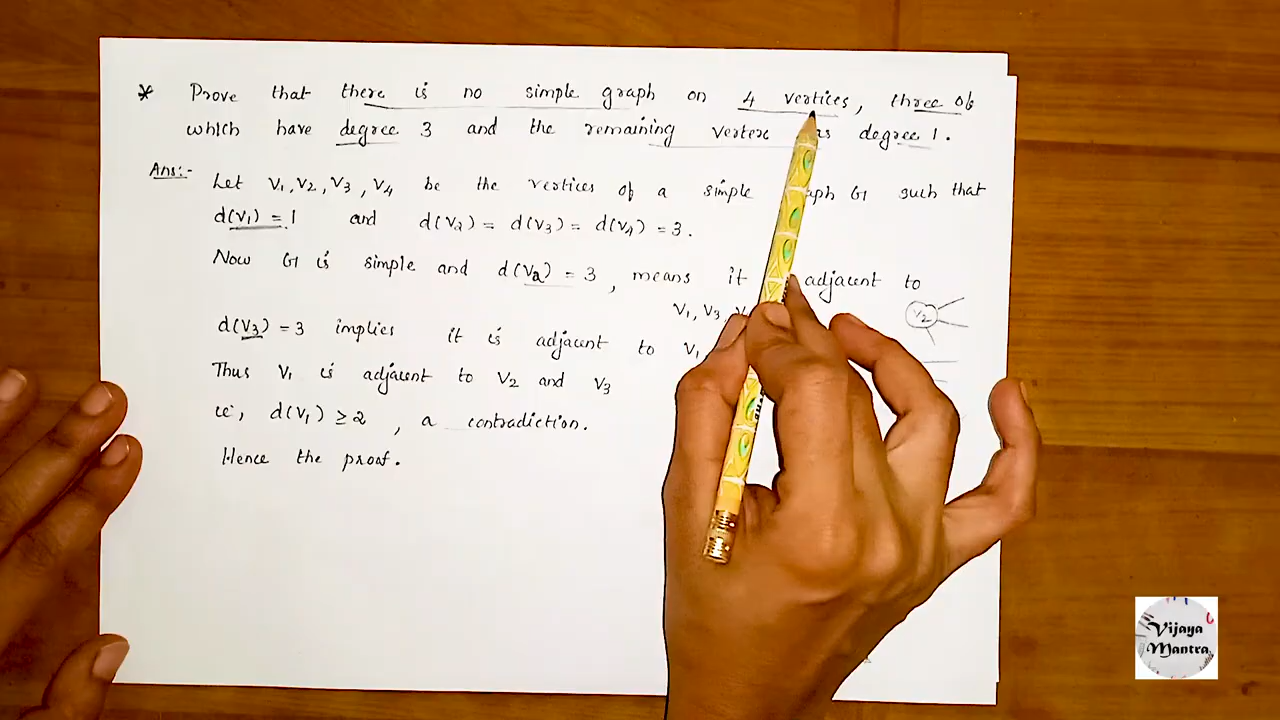 * Prove that there is no simple graph on 4 vertices, three of
which have degree 3 and the remaining vertex degree 1.
Ans:- Let V1, V2, V3, V4 be the vertices of a simple G such that
d(V1) = 1 and d(V2) = d(V3) = d(V4) = 3.
Now G is simple and d(V2) = 3, means it adjacent to
V1, V3,
V2
d(V3) = 3 implies it is adjacent to V1
Thus V1 is adjacent to V2 and V3
ie, d(V1) ≥ 2, a contradiction.
Hence the proof.
Vijaya
Mantra